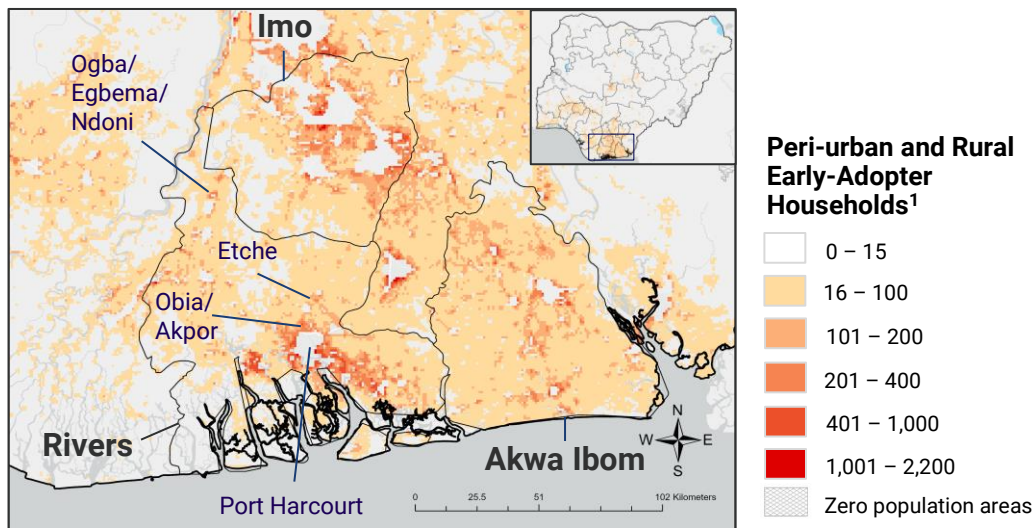 Imo
Ogba/
Egbema/
Ndoni
Etche
Obia/
Akpor
Rivers
Port Harcourt
Akwa Ibom
N
W E
S
0 25.5 51 102 Kilometers
Peri-urban and Rural
Early-Adopter
Households¹
0 – 15
16 – 100
101 – 200
201 – 400
401 – 1,000
1,001 – 2,200
Zero population areas